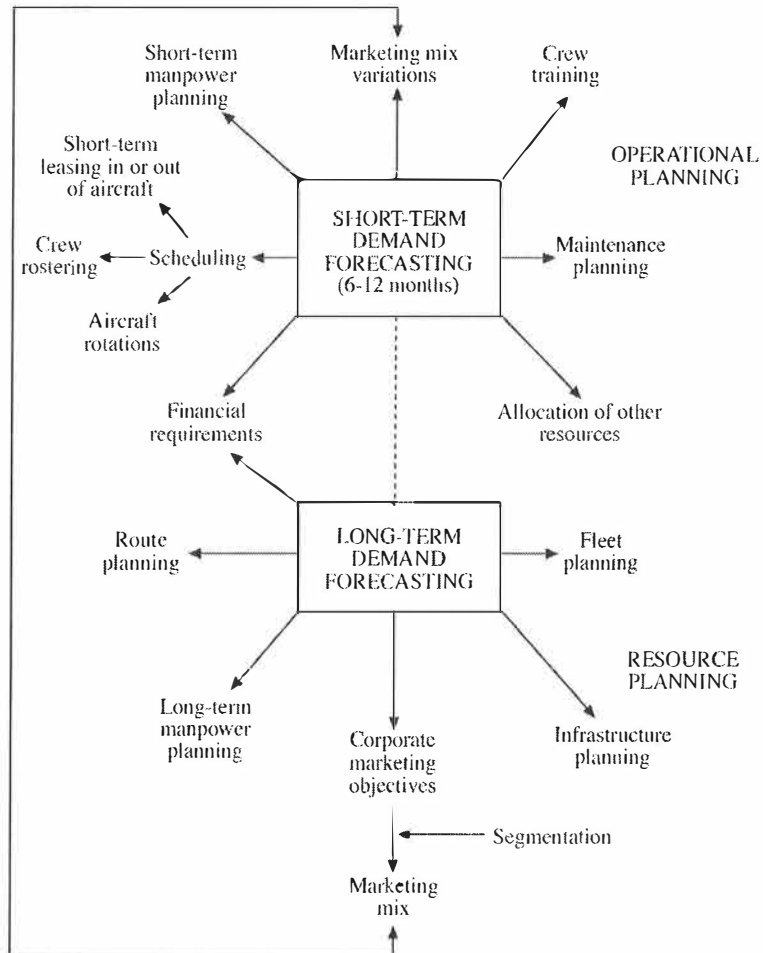 Short-term
manpower
planning
Marketing mix
variations
Crew
training
Short-term
leasing in or out
of aircraft
OPERATIONAL
PLANNING
SHORT-TERM
DEMAND
FORECASTING
(6-12 months)
Crew
rostering
Scheduling
Maintenance
planning
Aircraft
rotations
Financial
requirements
Allocation of other
resources
Route
planning
LONG-TERM
DEMAND
FORECASTING
Fleet
planning
RESOURCE
PLANNING
Long-term
manpower
planning
Corporate
marketing
objectives
Infrastructure
planning
Segmentation
Marketing
mix